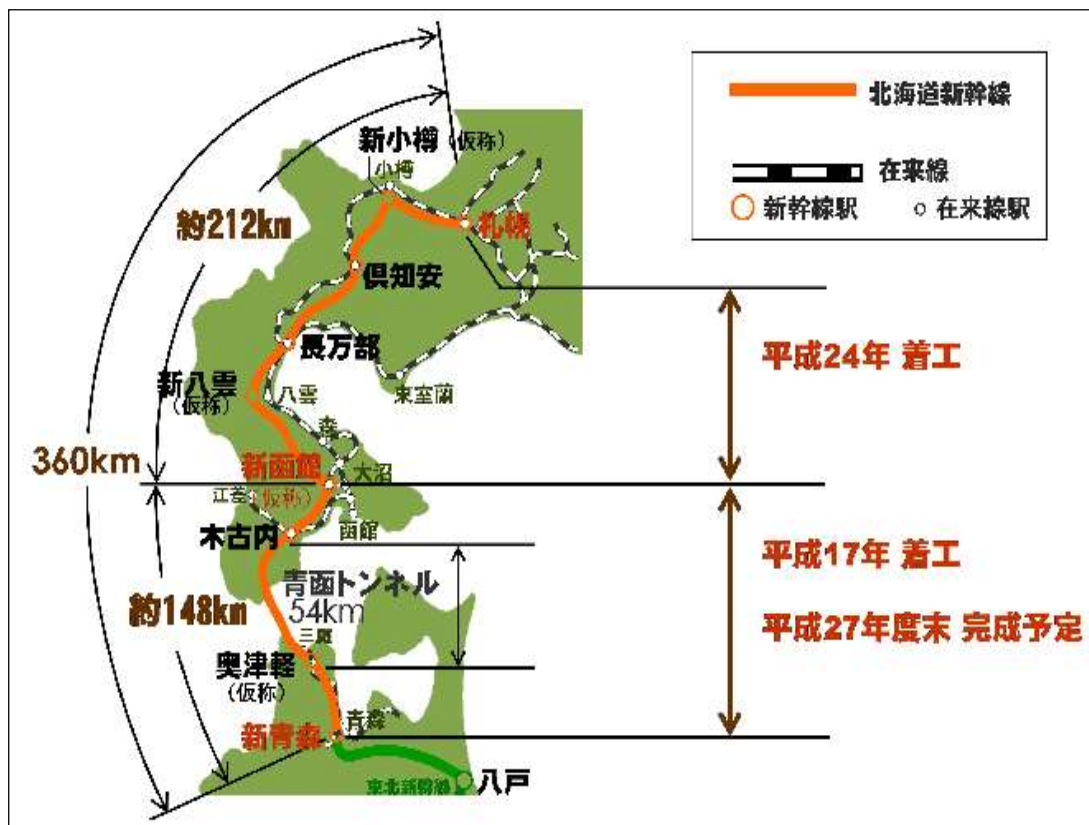 北海道新幹線
在来線
新幹線駅
在来線駅
新小樽(仮称)
小樽
札幌
約212km
倶知安
長万部
平成24年 着工
新八雲
(仮称)
八雲
東室蘭
森
360km
新函館
(仮称)
大沼
江差
函館
木古内
平成17年 着工
青函トンネル
54km
約148km
平成27年度末 完成予定
三厩
奥津軽
(仮称)
青森
新青森
東北新幹線
八戸